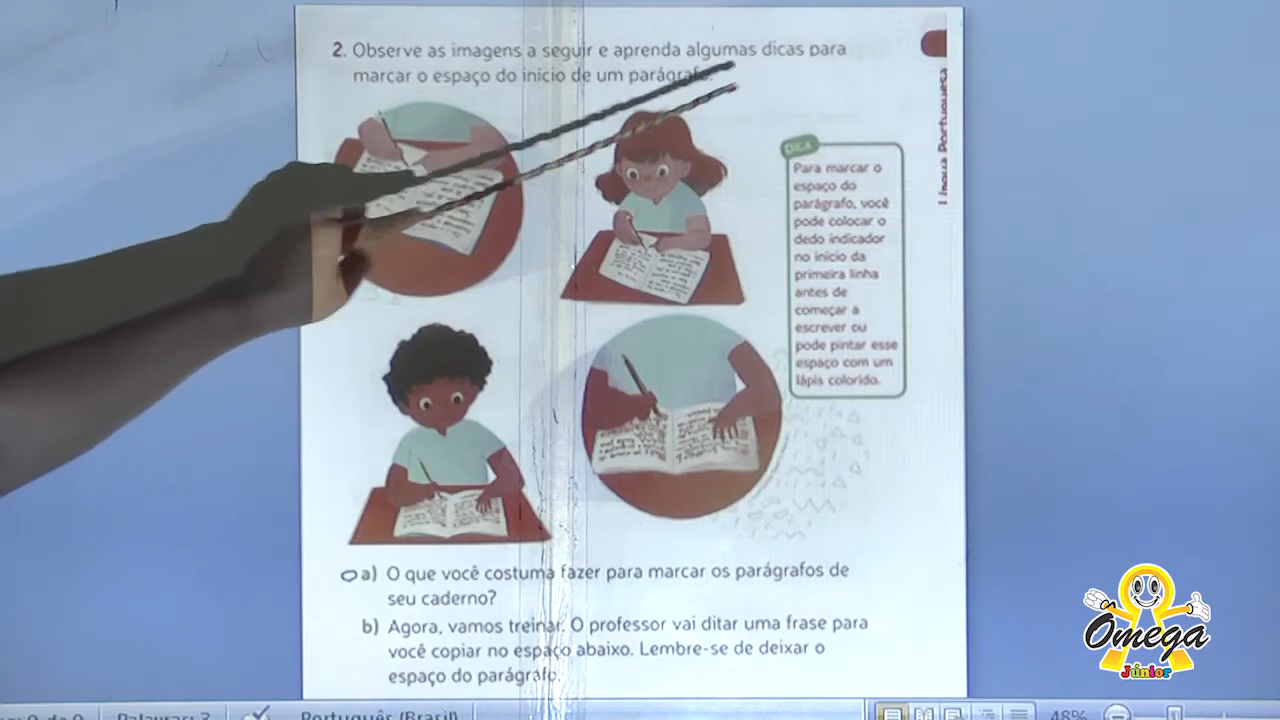 2. Observe as imagens a seguir e aprenda algumas dicas para
marcar o espaço do início de um parágrafo.
DICA
Para marcar o
espaço do
parágrafo, você
pode colocar o
dedo indicador
no início da
primeira linha
antes de
começar a
escrever ou
pode pintar esse
espaço com um
lápis colorido.
Língua Portuguesa
a) O que você costuma fazer para marcar os parágrafos de
seu caderno?
b) Agora, vamos treinar. O professor vai ditar uma frase para
você copiar no espaço abaixo. Lembre-se de deixar o
espaço do parágrafo.
Ômega
Júnior
Palavras: 3
Português (Brasil)
48%